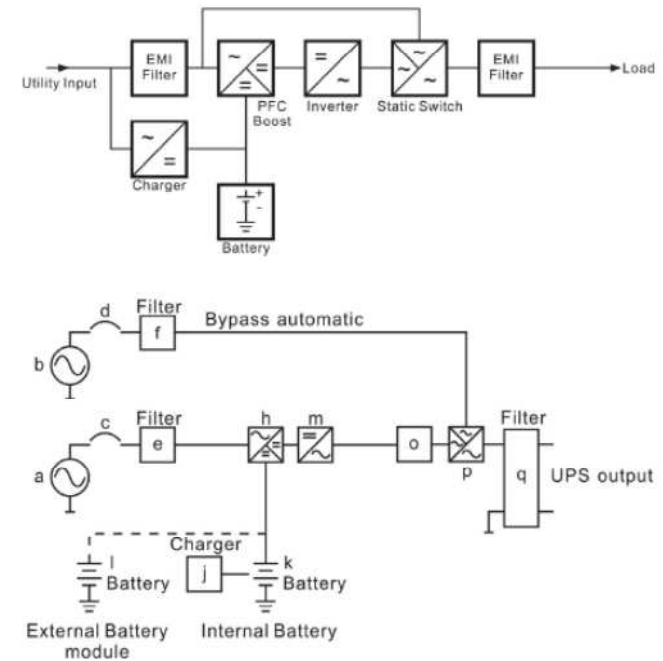 EMI
Filter
EMI
Filter
Load
Utility Input
PFC
Boost
Inverter
Static Switch
Charger
+
-
Battery
d
Filter
f
Bypass automatic
b
c
Filter
e
h
m
o
p
Filter
q
UPS output
a
Charger
j
l
Battery
k
Battery
External Battery
module
Internal Battery